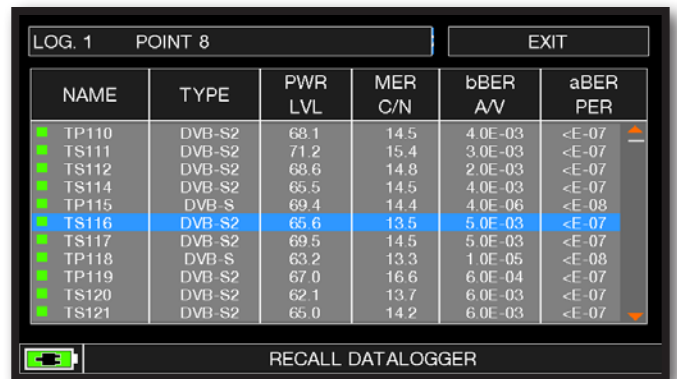 LOG. 1 POINT 8 EXIT
NAME TYPE PWR LVL MER C/N bBER A/V aBER PER
TP110 DVB-S2 68.1 14.5 4.0E-03 <E-07
TS111 DVB-S2 71.2 15.4 3.0E-03 <E-07
TS112 DVB-S2 68.6 14.8 2.0E-03 <E-07
TS114 DVB-S2 65.5 14.5 4.0E-03 <E-07
TP115 DVB-S 69.4 14.4 4.0E-06 <E-08
TS116 DVB-S2 65.6 13.5 5.0E-03 <E-07
TS117 DVB-S2 69.5 14.5 5.0E-03 <E-07
TP118 DVB-S 63.2 13.3 1.0E-05 <E-08
TP119 DVB-S2 67.0 16.6 6.0E-04 <E-07
TS120 DVB-S2 62.1 13.7 6.0E-03 <E-07
TS121 DVB-S2 65.0 14.2 6.0E-03 <E-07
RECALL DATALOGGER